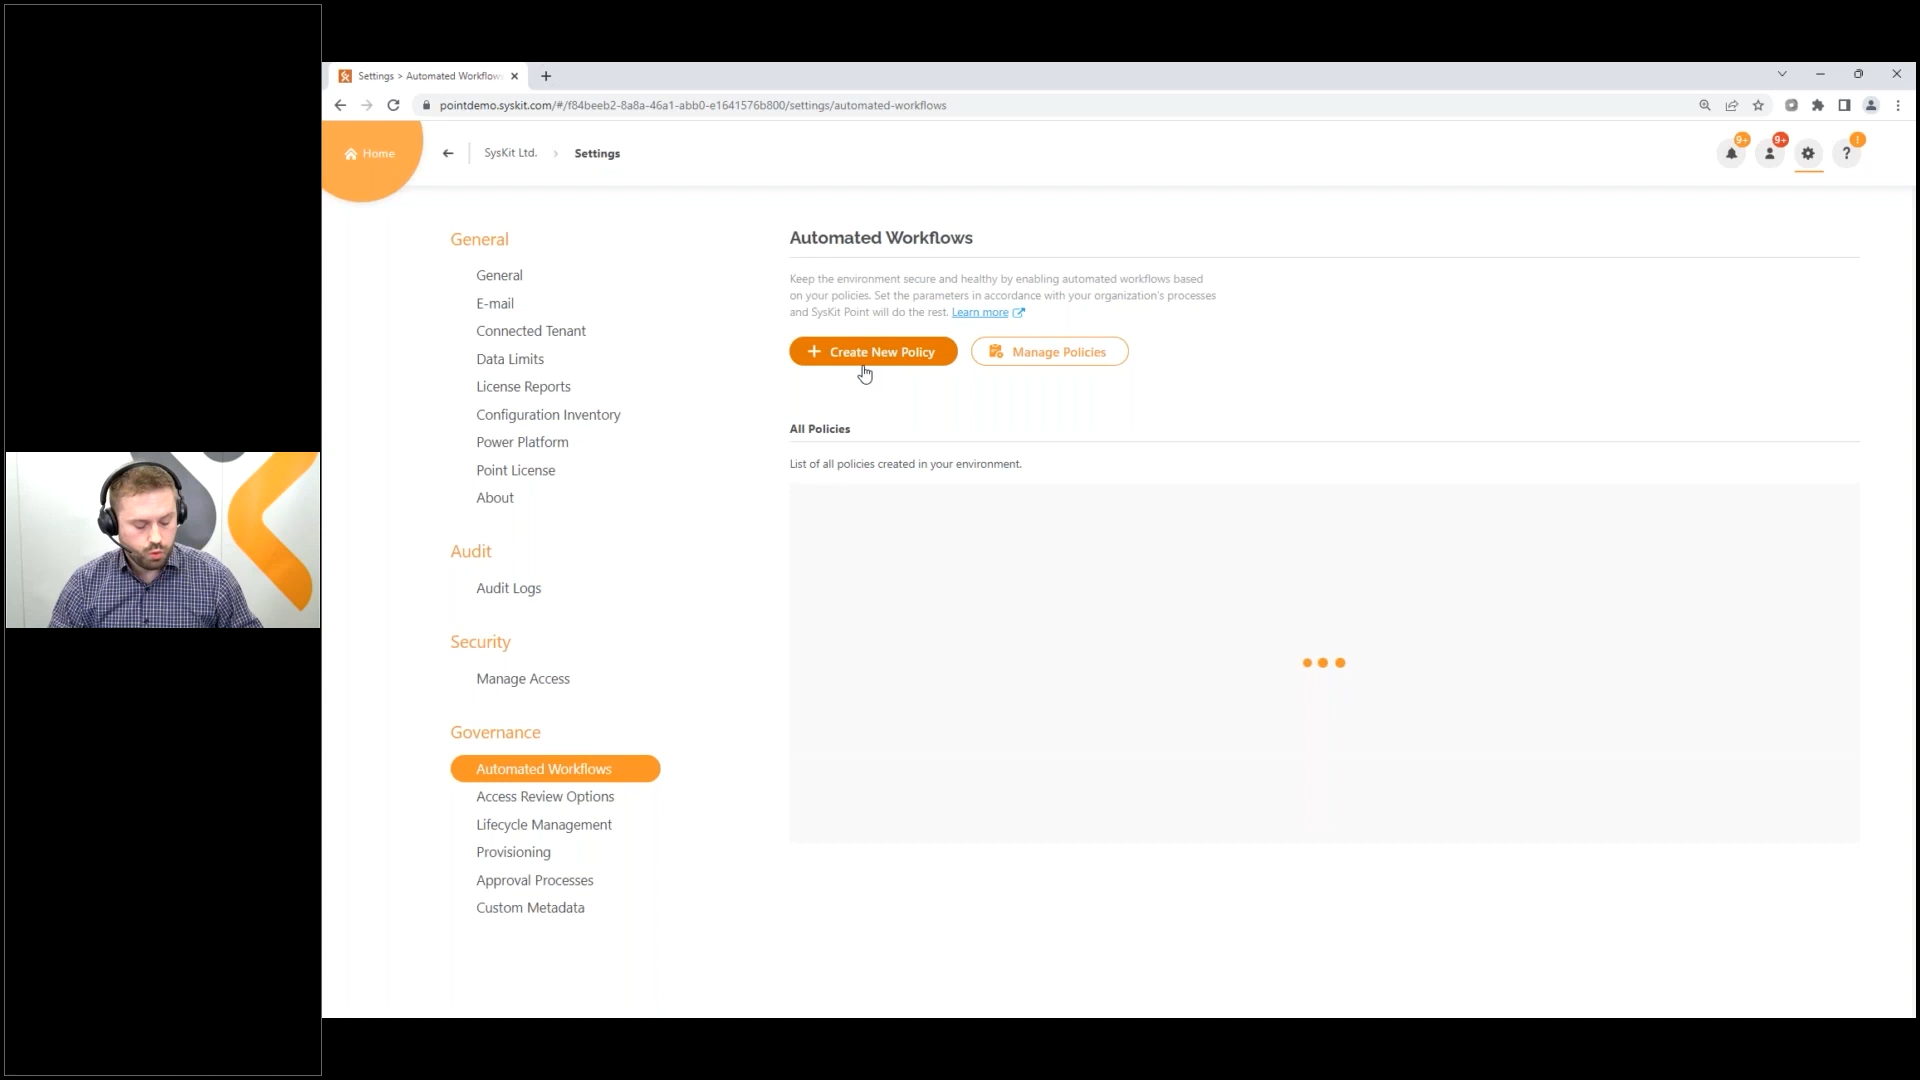 Settings > Automated Workflow
pointdemo.syskit.com/#/f84beeb2-8a8a-46a1-abb0-e1641576b800/settings/automated-workflows
Home
SysKit Ltd. > Settings
9+
9+
!
?
General
General
E-mail
Connected Tenant
Data Limits
License Reports
Configuration Inventory
Power Platform
Point License
About
Audit
Audit Logs
Security
Manage Access
Governance
Automated Workflows
Access Review Options
Lifecycle Management
Provisioning
Approval Processes
Custom Metadata
Automated Workflows
Keep the environment secure and healthy by enabling automated workflows based
on your policies. Set the parameters in accordance with your organization's processes
and SysKit Point will do the rest. Learn more
+ Create New Policy
Manage Policies
All Policies
List of all policies created in your environment.